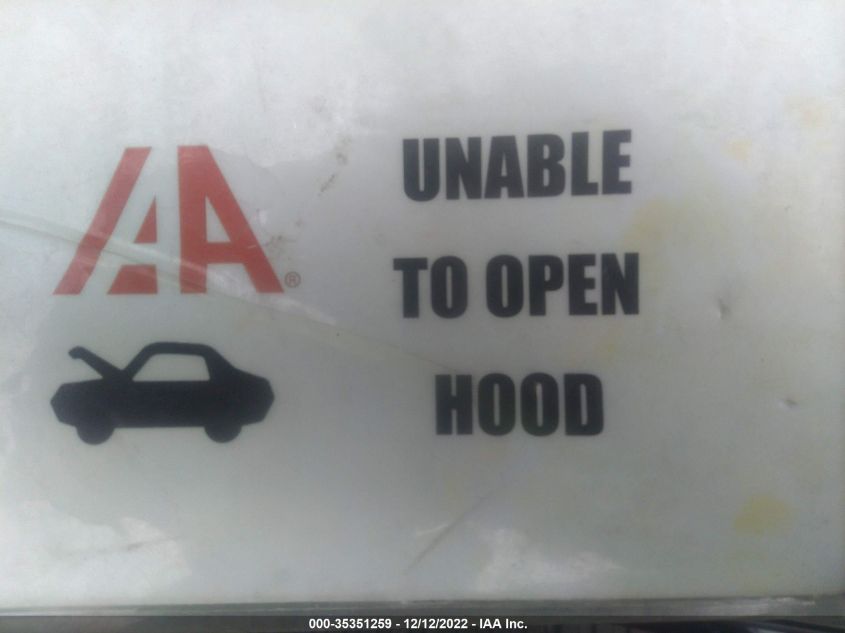 IAA®
UNABLE
TO OPEN
HOOD
000-35351259 - 12/12/2022 - IAA Inc.